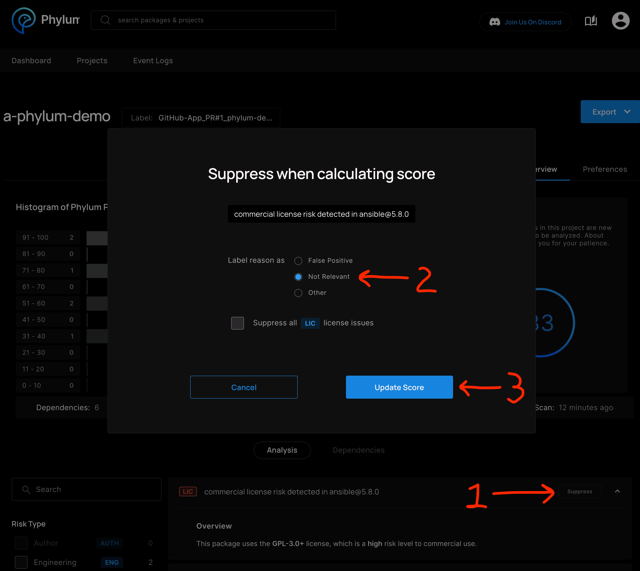 Phylum
search packages & projects
Join Us On Discord
Dashboard Projects Event Logs
a-phylum-demo
Label: GitHub-App_PR#1_phylum-de...
Export
Suppress when calculating score
erview Preferences
commercial license risk detected in ansible@5.8.0
Histogram of Phylum P
s in this project are new
to be analyzed. About
you for your patience.
91 - 100 2
81 - 90 0
71 - 80 1
61 - 70 0
51 - 60 2
41 - 50 0
31 - 40 1
21 - 30 0
11 - 20 0
0 - 10 0
Label reason as
False Positive
Not Relevant
2
Other
Suppress all LIC license issues
33
Cancel
Update Score
3
Dependencies: 6
Scan: 12 minutes ago
Analysis Dependencies
Search
LIC commercial license risk detected in ansible@5.8.0
1
Suppress
Risk Type
Author AUTH 0
Engineering ENG 2
Overview
This package uses the GPL-3.0+ license, which is a high risk level to commercial use.